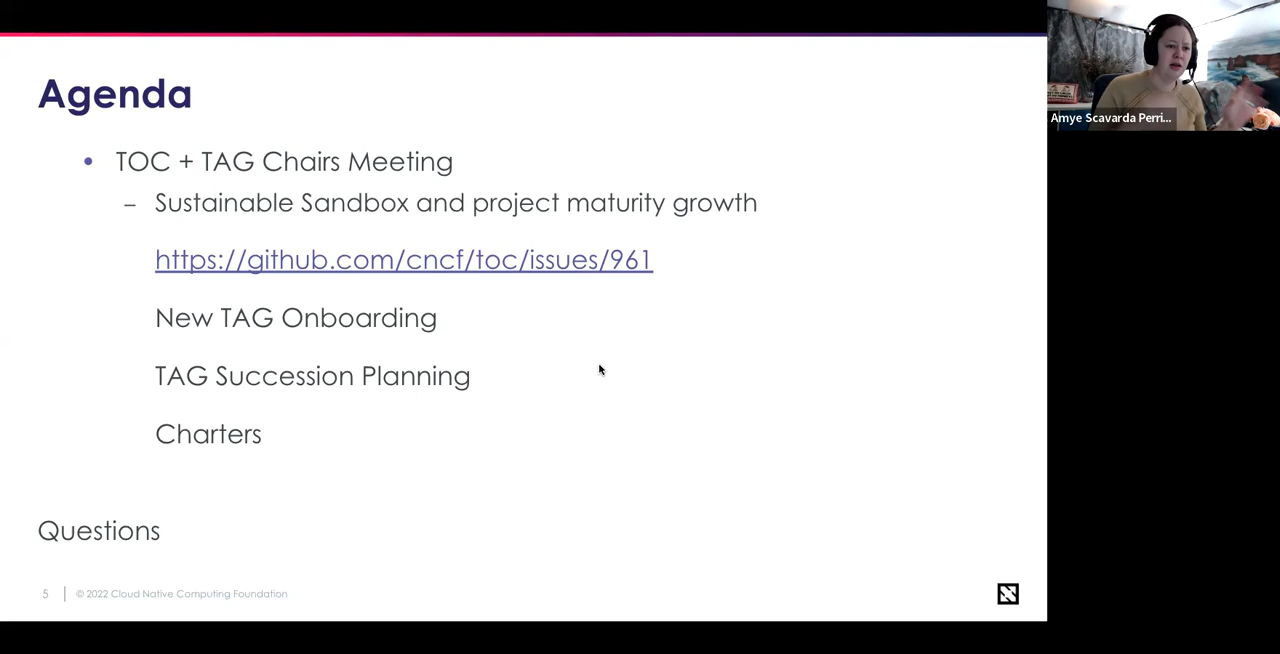 Agenda
• TOC + TAG Chairs Meeting
– Sustainable Sandbox and project maturity growth
https://github.com/cncf/toc/issues/961
New TAG Onboarding
TAG Succession Planning
Charters
Questions
5 | © 2022 Cloud Native Computing Foundation
Amye Scavarda Perri...